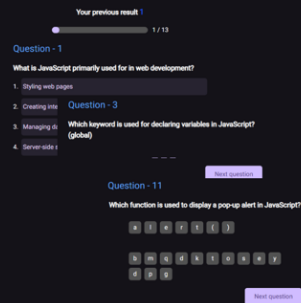 Your previous result 1
1 / 13
Question - 1
What is JavaScript primarily used for in web development?
1. Styling web pages
2. Creating inte
3. Managing da
4. Server-side s
Question - 3
Which keyword is used for declaring variables in JavaScript?
(global)
_ _ _
Next question
Question - 11
Which function is used to display a pop-up alert in JavaScript?
a l e r t ( )
b m q d k t o x e y
d p g
Next question